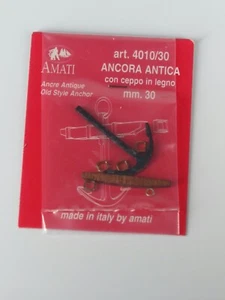 AMATI
art. 4010/30
ANCORA ANTICA
con ceppo in legno
mm. 30
Ancre Antique
Old Style Anchor
made in italy by amati